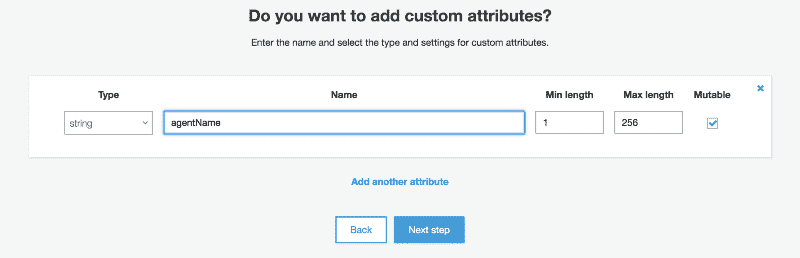 Do you want to add custom attributes?
Enter the name and select the type and settings for custom attributes.
Type Name Min length Max length Mutable
string agentName 1 256
Add another attribute
Back Next step